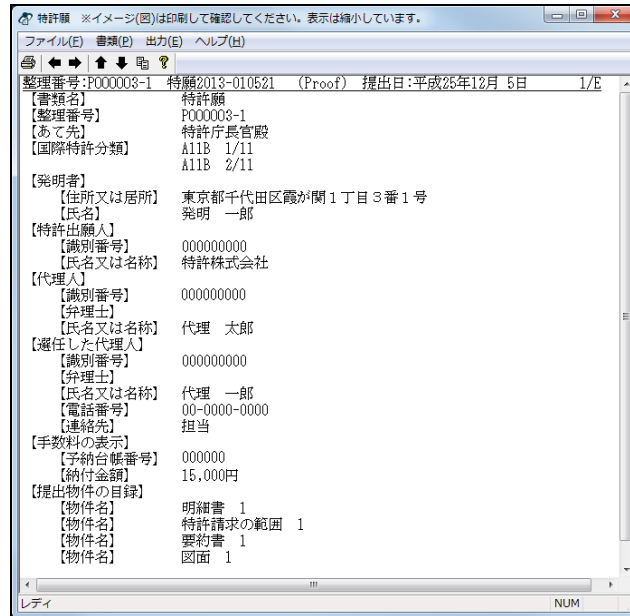 特許願 ※イメージ(図)は印刷して確認してください。表示は縮小しています。
ファイル(F) 書類(P) 出力(E) ヘルプ(H)
整理番号:P000003-1 特願2013-010521 (Proof) 提出日:平成25年12月 5日 1/E
【書類名】 特許願
【整理番号】 P000003-1
【あて先】 特許庁長官殿
【国際特許分類】 A11B 1/11
A11B 2/11
【発明者】
【住所又は居所】 東京都千代田区霞が関1丁目3番1号
【氏名】 発明 一郎
【特許出願人】
【識別番号】 000000000
【氏名又は名称】 特許株式会社
【代理人】
【識別番号】 000000000
【弁理士】
【氏名又は名称】 代理 太郎
【選任した代理人】
【識別番号】 000000000
【弁理士】
【氏名又は名称】 代理 一郎
【電話番号】 00-0000-0000
【連絡先】 担当
【手数料の表示】
【予納台帳番号】 000000
【納付金額】 15,000円
【提出物件の目録】
【物件名】 明細書 1
【物件名】 特許請求の範囲 1
【物件名】 要約書 1
【物件名】 図面 1
レディ NUM